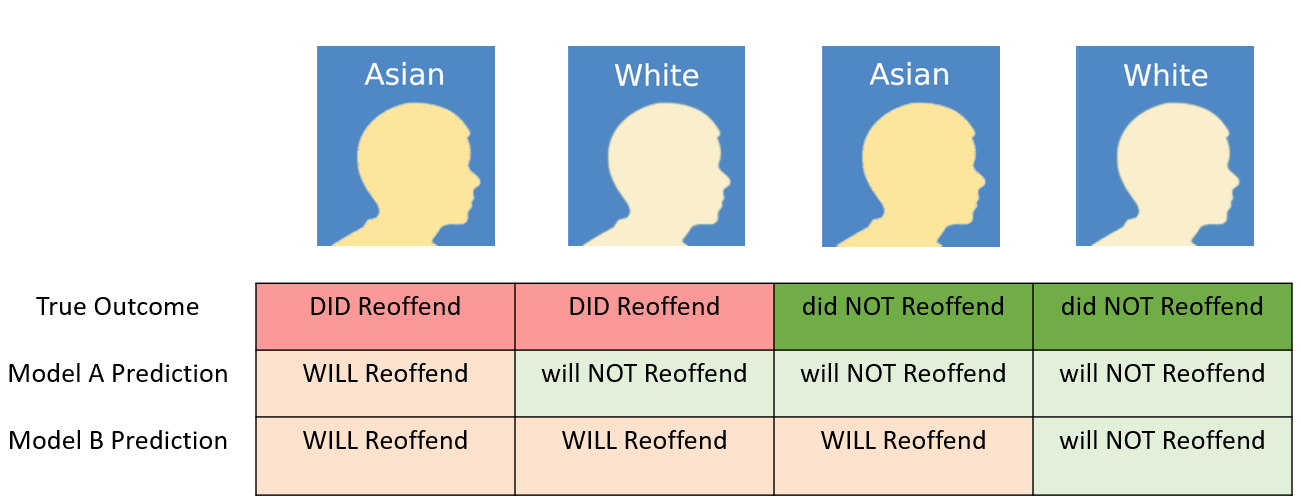 Asian
White
Asian
White
True Outcome DID Reoffend DID Reoffend did NOT Reoffend did NOT Reoffend
Model A Prediction WILL Reoffend will NOT Reoffend will NOT Reoffend will NOT Reoffend
Model B Prediction WILL Reoffend WILL Reoffend WILL Reoffend will NOT Reoffend